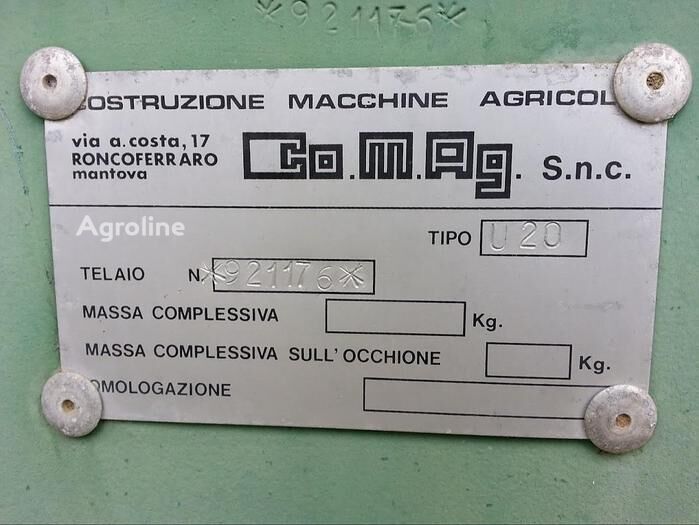 *921176*
COSTRUZIONE MACCHINE AGRICOL
via a.costa, 17
RONCOFERRARO
mantova
Co.M.Ag. S.n.c.
Agroline
TIPO U 20
TELAIO N. *921176*
MASSA COMPLESSIVA Kg.
MASSA COMPLESSIVA SULL'OCCHIONE Kg.
OMOLOGAZIONE